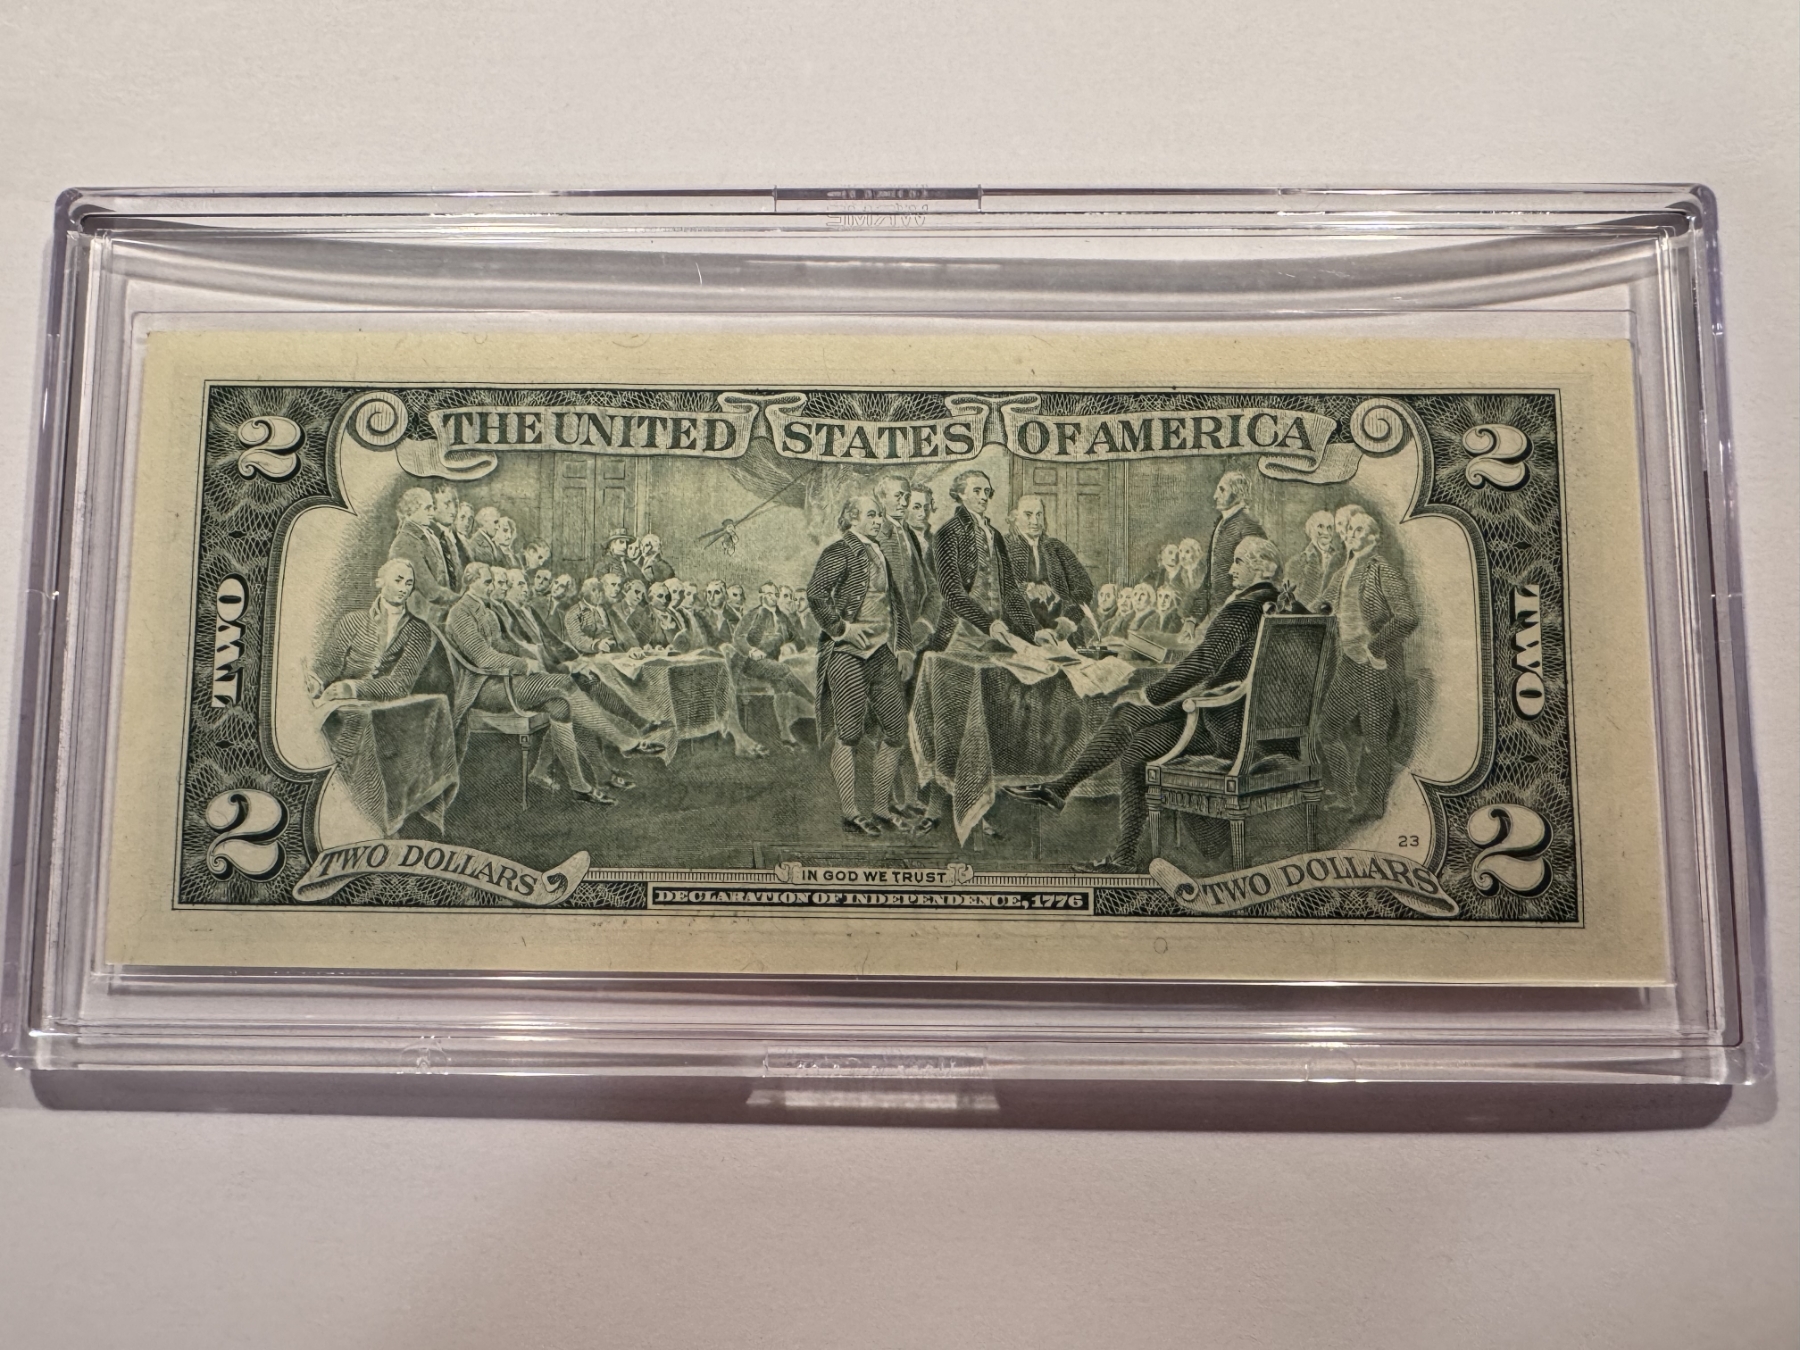 THE UNITED STATES OF AMERICA
2
2
TWO
TWO
2
23
2
TWO DOLLARS
IN GOD WE TRUST
TWO DOLLARS
DECLARATION OF INDEPENDENCE, 1776